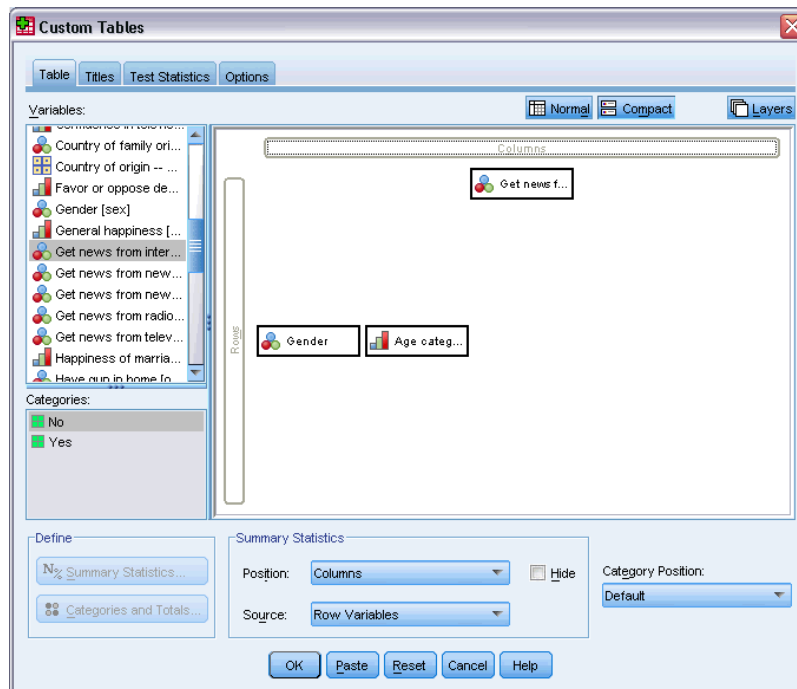 Custom Tables
Table Titles Test Statistics Options
Variables:
Normal Compact Layers
Country of family ori...
Country of origin -- ...
Favor or oppose de...
Gender [sex]
General happiness [...
Get news from inter...
Get news from new...
Get news from new...
Get news from radio...
Get news from telev...
Happiness of marria...
Have gun in home [o...
Columns
Get news f...
Rows
Gender
Age categ...
Categories:
No
Yes
Define
N% Summary Statistics...
Categories and Totals...
Summary Statistics
Position: Columns Hide
Source: Row Variables
Category Position:
Default
OK Paste Reset Cancel Help